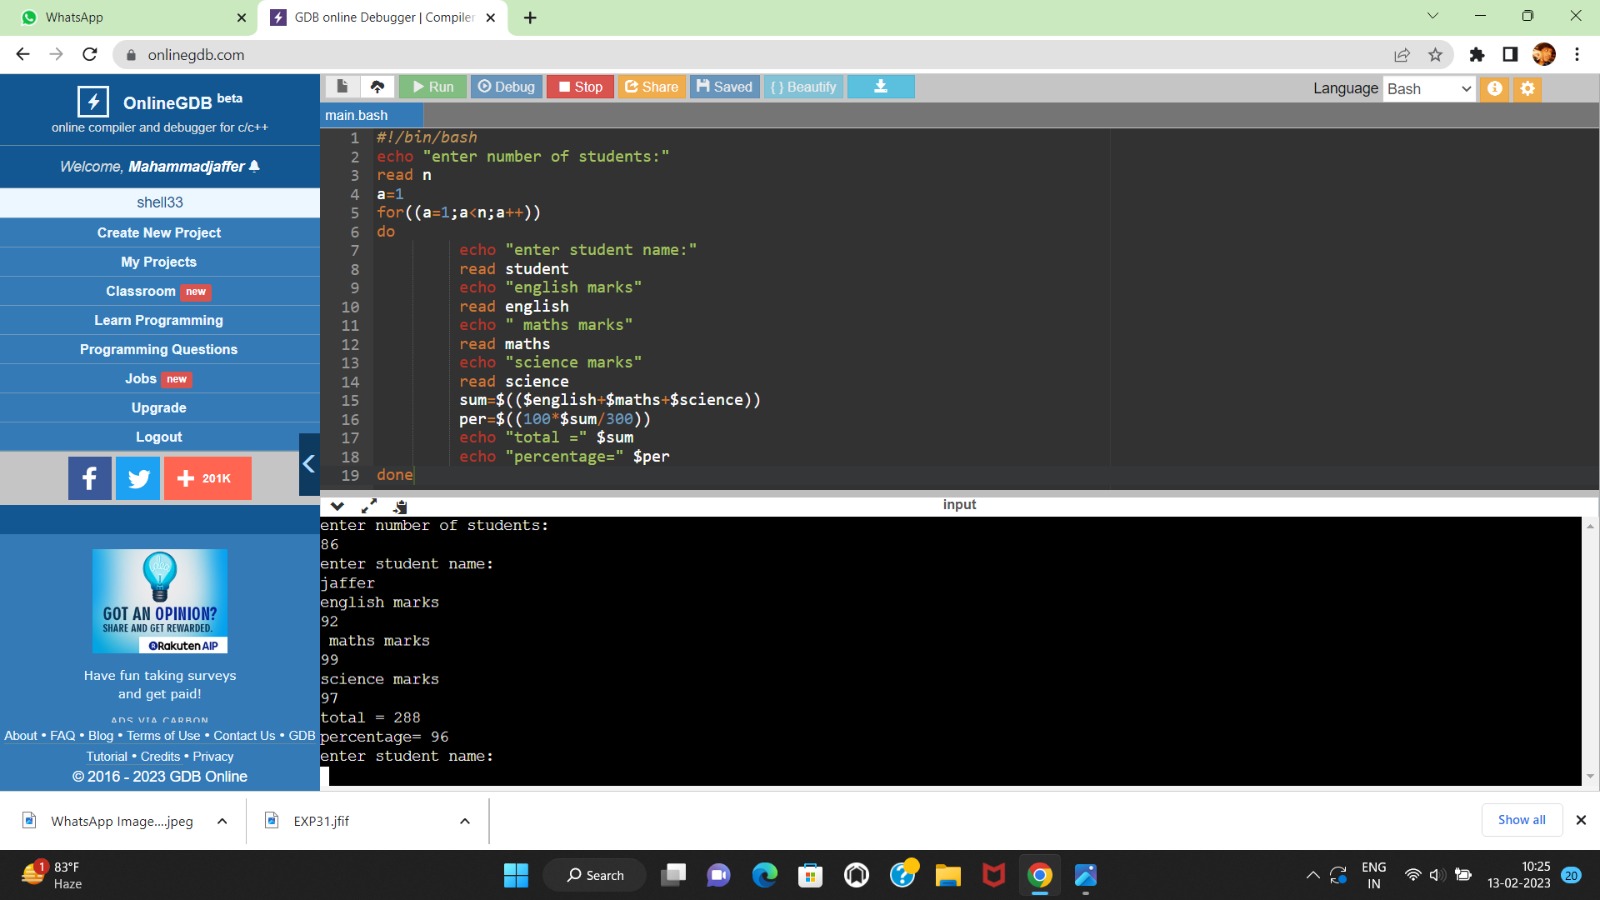 WhatsApp
GDB online Debugger | Compiler
onlinegdb.com
OnlineGDB beta
online compiler and debugger for c/c++
Welcome, Mahammadjaffer
shell33
Create New Project
My Projects
Classroom new
Learn Programming
Programming Questions
Jobs new
Upgrade
Logout
201K
GOT AN OPINION?
SHARE AND GET REWARDED.
Rakuten AIP
Have fun taking surveys
and get paid!
ADS VIA CARBON
About • FAQ • Blog • Terms of Use • Contact Us • GDB
Tutorial • Credits • Privacy
© 2016 - 2023 GDB Online
Run Debug Stop Share Saved { } Beautify
Language Bash
main.bash
1 #!/bin/bash
2 echo "enter number of students:"
3 read n
4 a=1
5 for((a=1;a<n;a++))
6 do
7 echo "enter student name:"
8 read student
9 echo "english marks"
10 read english
11 echo " maths marks"
12 read maths
13 echo "science marks"
14 read science
15 sum=$(($english+$maths+$science))
16 per=$((100*$sum/300))
17 echo "total =" $sum
18 echo "percentage=" $per
19 done
input
enter number of students:
86
enter student name:
jaffer
english marks
92
 maths marks
99
science marks
97
total = 288
percentage= 96
enter student name:
WhatsApp Image....jpeg
EXP31.jfif
Show all
1
83°F
Haze
Search
ENG
IN
10:25
13-02-2023
20